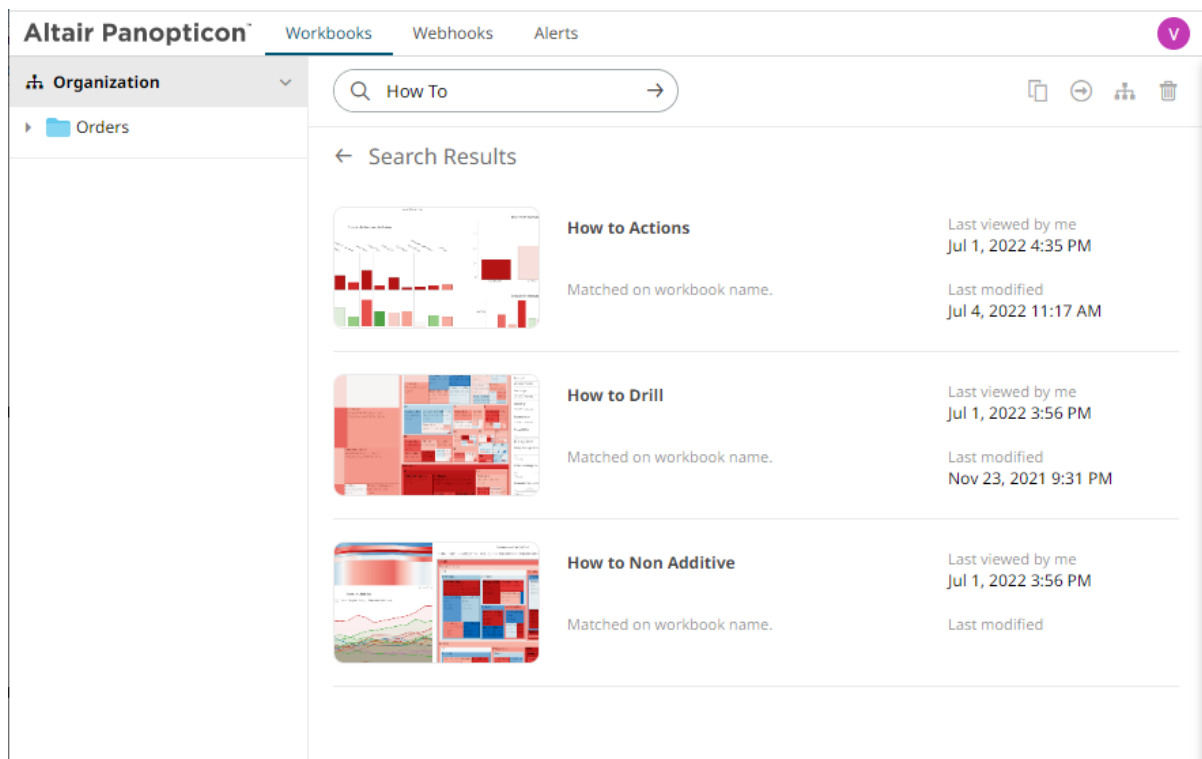 Altair Panopticon™ Workbooks Webhooks Alerts V
Organization
Orders
How To
Search Results
How to Actions
Last viewed by me
Jul 1, 2022 4:35 PM
Matched on workbook name.
Last modified
Jul 4, 2022 11:17 AM
How to Drill
Last viewed by me
Jul 1, 2022 3:56 PM
Matched on workbook name.
Last modified
Nov 23, 2021 9:31 PM
How to Non Additive
Last viewed by me
Jul 1, 2022 3:56 PM
Matched on workbook name.
Last modified